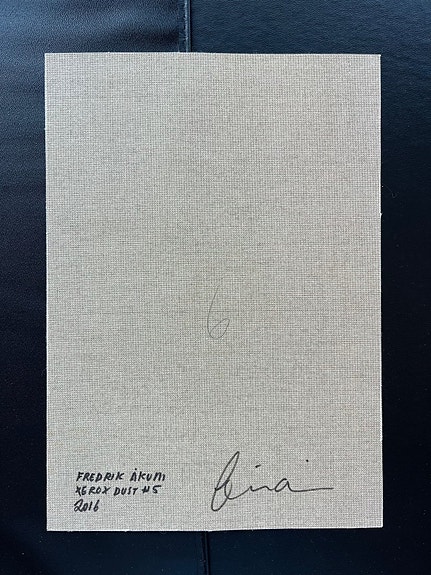 6
FREDRIK ÅKUM
XEROX DUST #5
2016